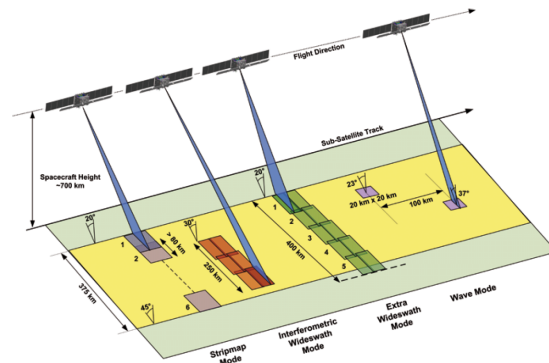 Flight Direction
Sub-Satellite Track
Spacecraft Height
~700 km
20°
20°
23°
37°
20 km x 20 km
100 km
1
2
> 80 km
30°
250 km
1
2
3
4
5
400 km
375 km
45°
6
Stripmap
Mode
Interferometric
Wideswath
Mode
Extra
Wideswath
Mode
Wave Mode